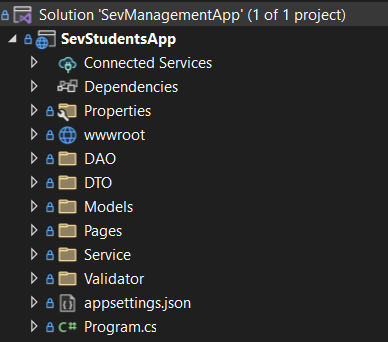 Solution 'SevManagementApp' (1 of 1 project)
SevStudentsApp
Connected Services
Dependencies
Properties
wwwroot
DAO
DTO
Models
Pages
Service
Validator
appsettings.json
C# Program.cs